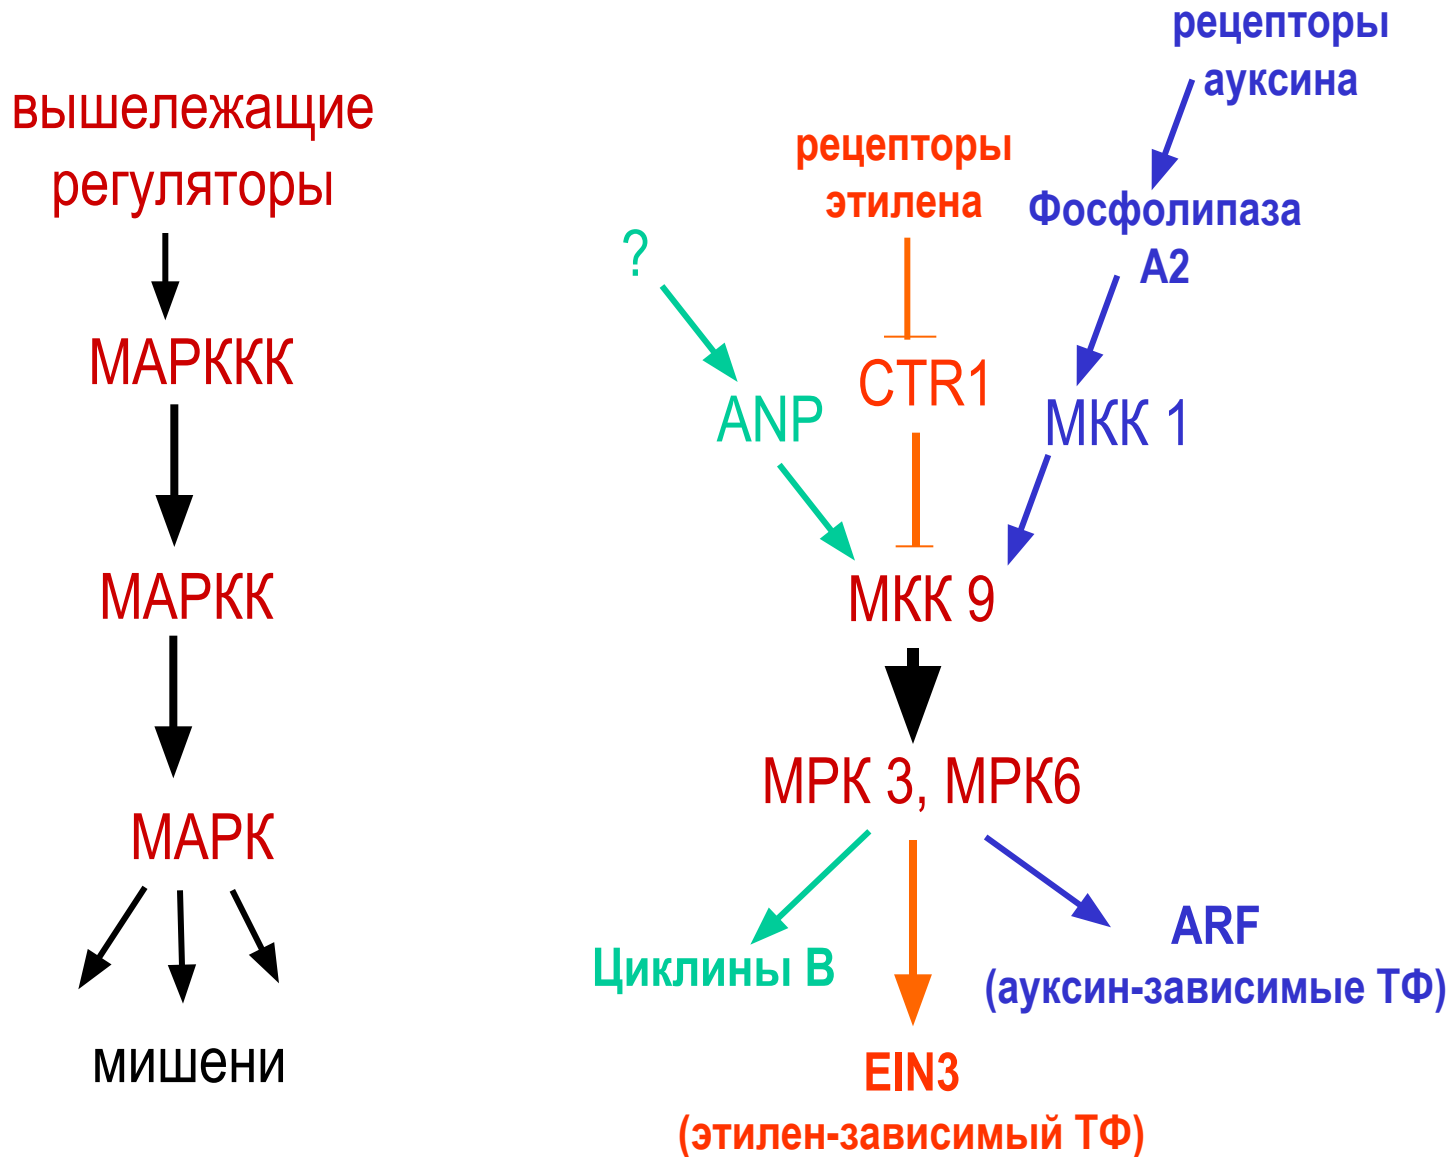 вышележащие
регуляторы
МАРККК
МАРКК
МАРК
мишени
рецепторы
ауксина
рецепторы
этилена
Фосфолипаза
А2
?
ANP
CTR1
МКК 1
МКК 9
МРК 3, МРК6
Циклины В
ARF
(ауксин-зависимые ТФ)
EIN3
(этилен-зависимый ТФ)